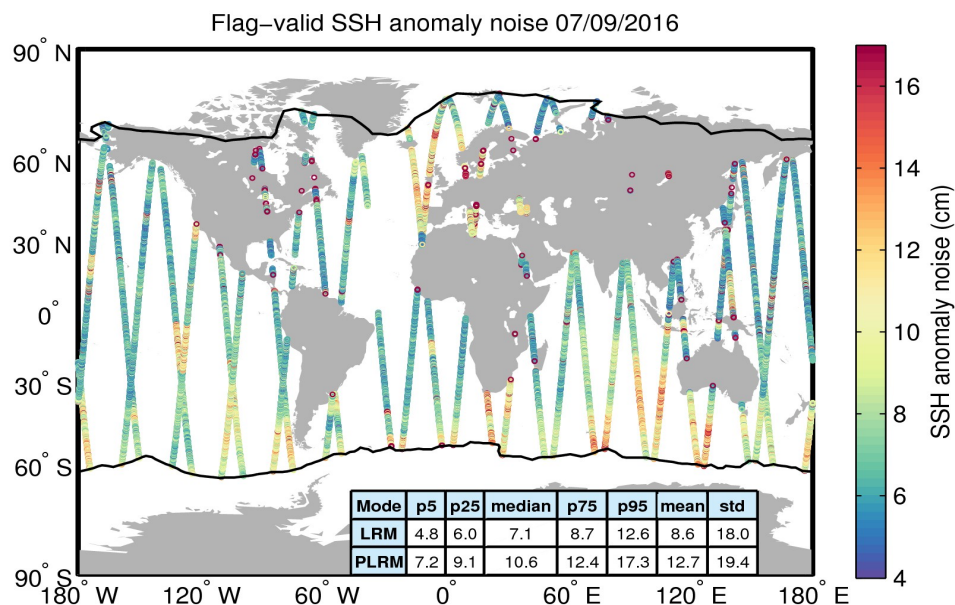 Flag−valid SSH anomaly noise 07/09/2016
90° N
60° N
30° N
0°
30° S
60° S
90° S
180° W
120° W
60° W
0°
60° E
120° E
180° E
16
14
12
10
8
6
4
SSH anomaly noise (cm)
Mode p5 p25 median p75 p95 mean std
LRM 4.8 6.0 7.1 8.7 12.6 8.6 18.0
PLRM 7.2 9.1 10.6 12.4 17.3 12.7 19.4